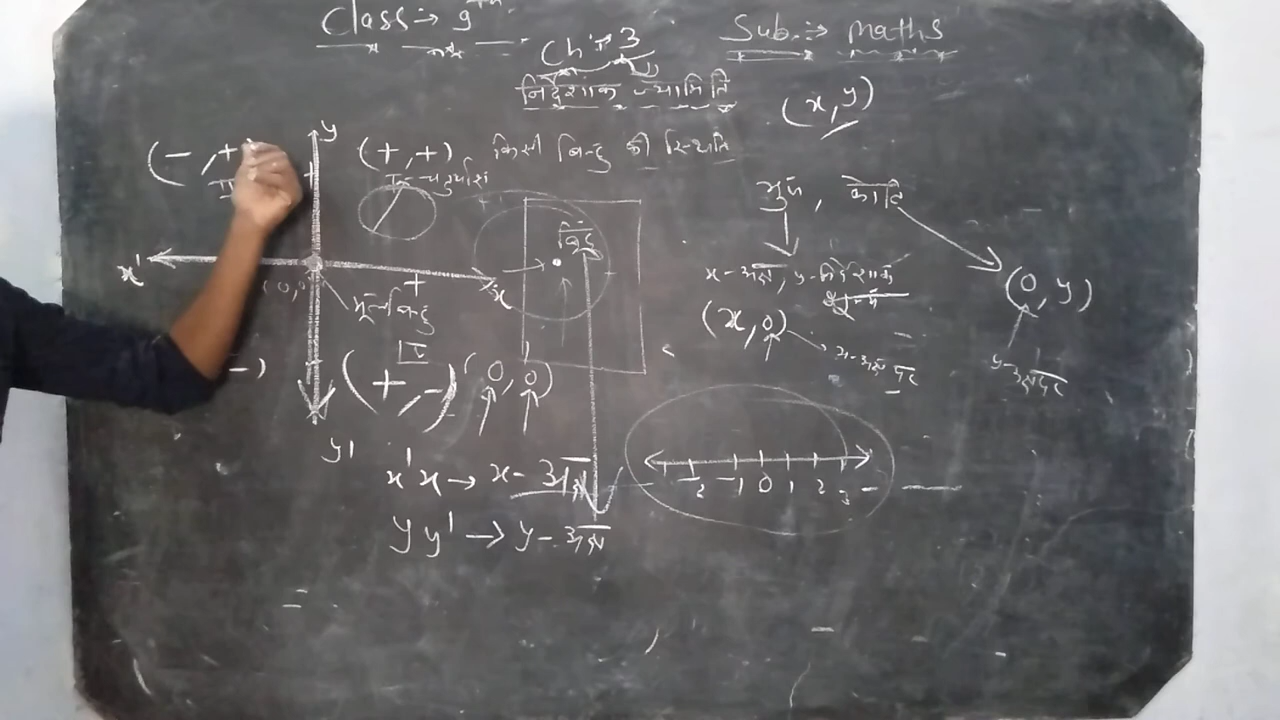 Class :→ 9th
Sub. :→ maths
Ch :→ 3
निर्देशांक ज्यामिति
(x, y)
किसी बिन्दु की स्थिति
(-, +
y
(+, +)
चतुर्थांश
भुज, कोटि
बिंदु
x'
x
+
मूलबिन्दु
x-अक्ष, y-निर्देशांक
(0, y)
(x, 0)
x-अक्ष पर
y-अक्ष पर
-)
IV
(+, -)
(0, 0)
y'
x'x → x-अक्ष
yy' → y-अक्ष
-2 -1 0 1 2 3